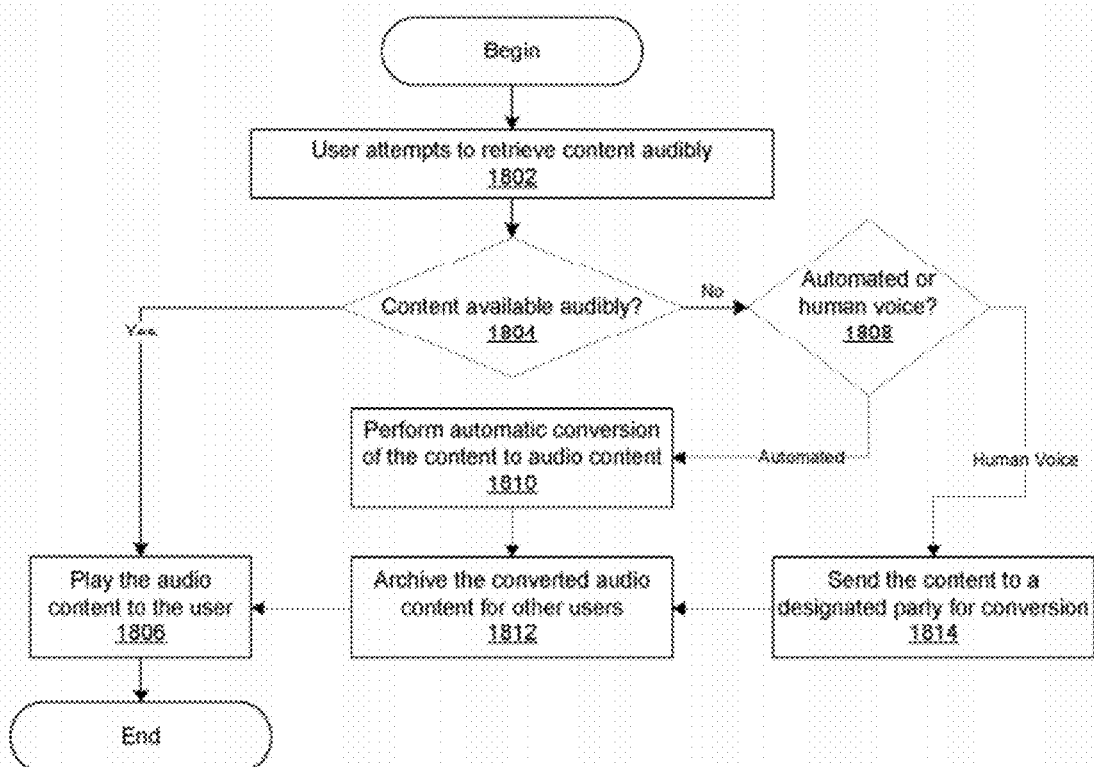 Begin
User attempts to retrieve content audibly
1802
Content available audibly?
1804
Yes
No
Automated or
human voice?
1808
Perform automatic conversion
of the content to audio content
1810
Automated
Human Voice
Play the audio
content to the user
1806
Archive the converted audio
content for other users
1812
Send the content to a
designated party for conversion
1814
End